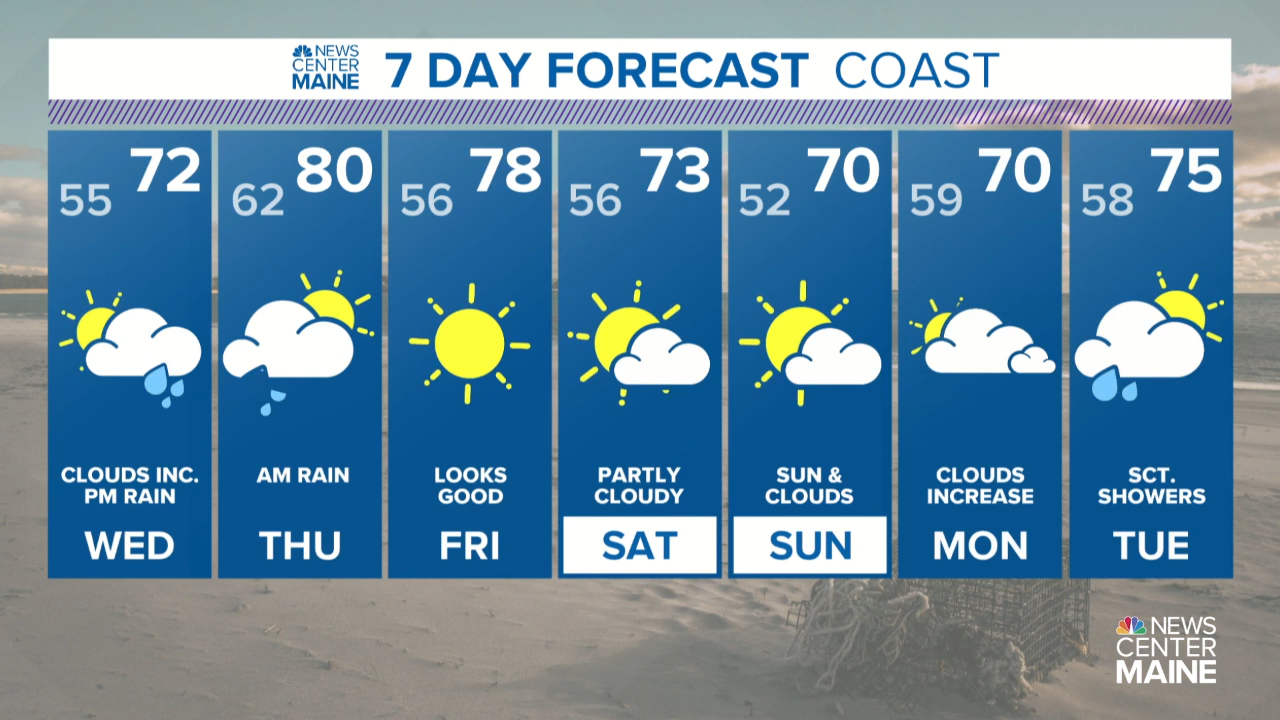 NEWS
CENTER
MAINE
7 DAY FORECAST COAST
55 72
62 80
56 78
56 73
52 70
59 70
58 75
CLOUDS INC.
PM RAIN
AM RAIN
LOOKS
GOOD
PARTLY
CLOUDY
SUN &
CLOUDS
CLOUDS
INCREASE
SCT.
SHOWERS
WED
THU
FRI
SAT
SUN
MON
TUE
NEWS
CENTER
MAINE